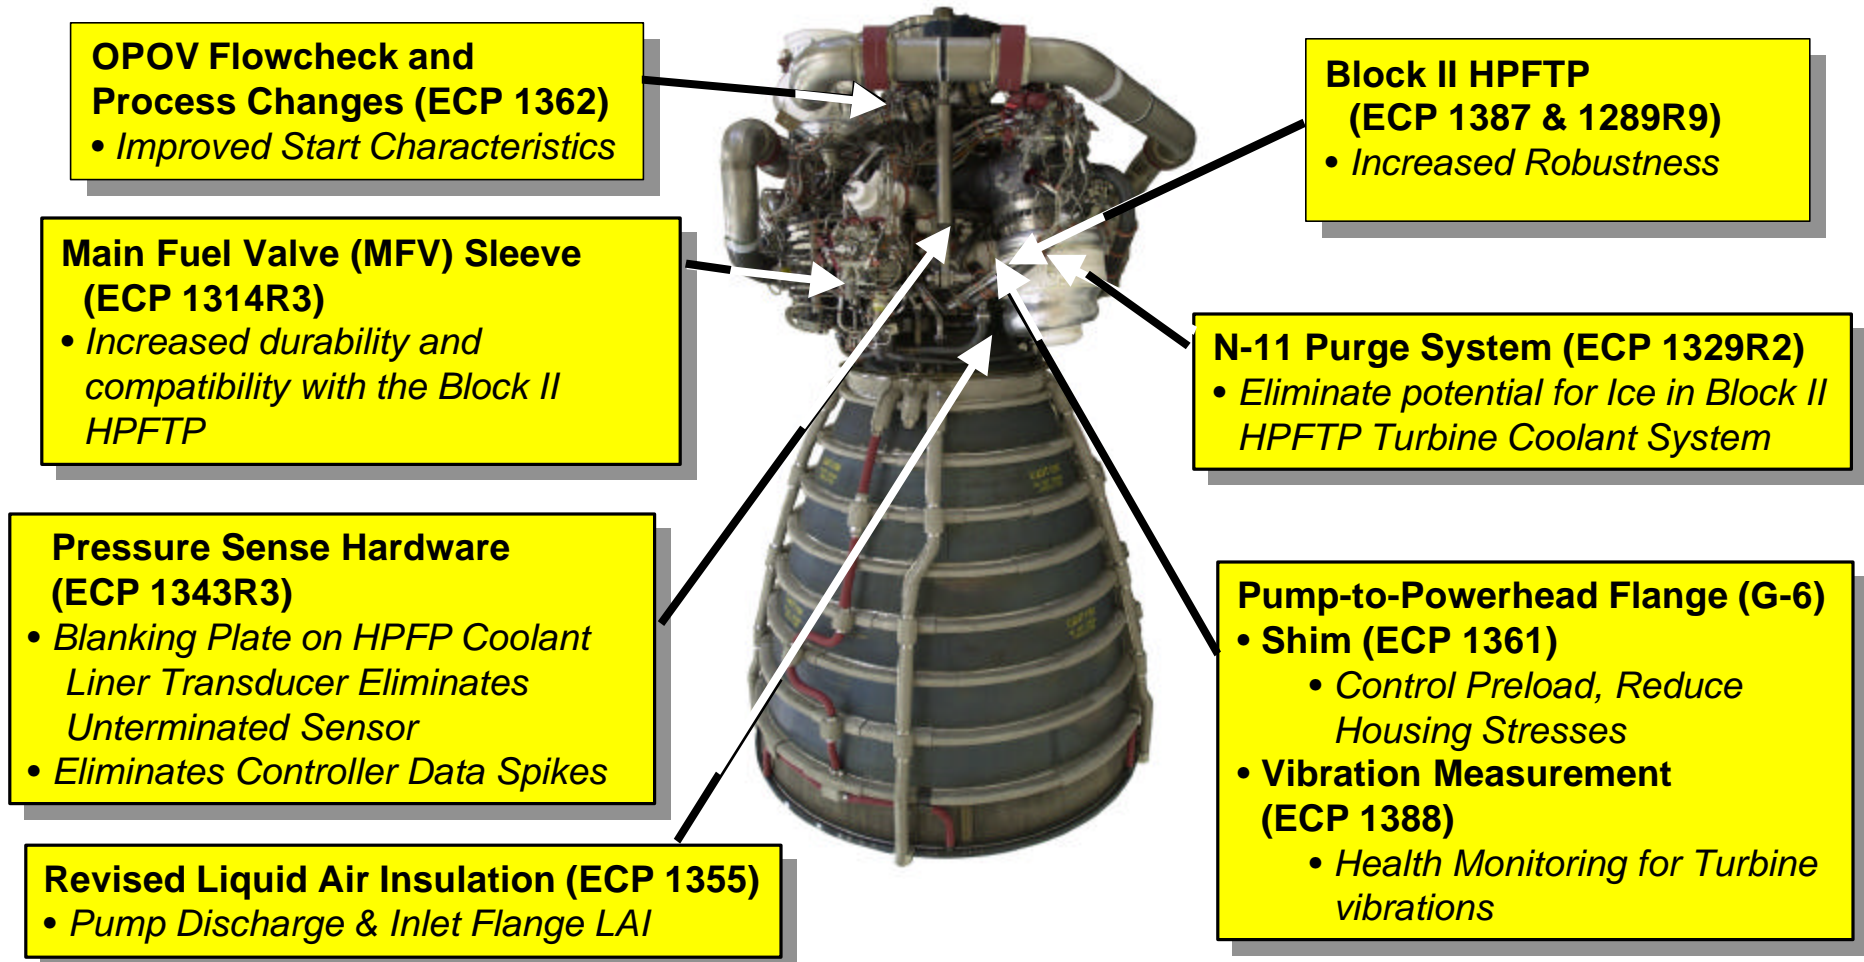 OPOV Flowcheck and
Process Changes (ECP 1362)
• Improved Start Characteristics
Main Fuel Valve (MFV) Sleeve
(ECP 1314R3)
• Increased durability and
compatibility with the Block II
HPFTP
Pressure Sense Hardware
(ECP 1343R3)
• Blanking Plate on HPFP Coolant
Liner Transducer Eliminates
Unterminated Sensor
• Eliminates Controller Data Spikes
Revised Liquid Air Insulation (ECP 1355)
• Pump Discharge & Inlet Flange LAI
Block II HPFTP
(ECP 1387 & 1289R9)
• Increased Robustness
N-11 Purge System (ECP 1329R2)
• Eliminate potential for Ice in Block II
HPFTP Turbine Coolant System
Pump-to-Powerhead Flange (G-6)
• Shim (ECP 1361)
• Control Preload, Reduce
Housing Stresses
• Vibration Measurement
(ECP 1388)
• Health Monitoring for Turbine
vibrations